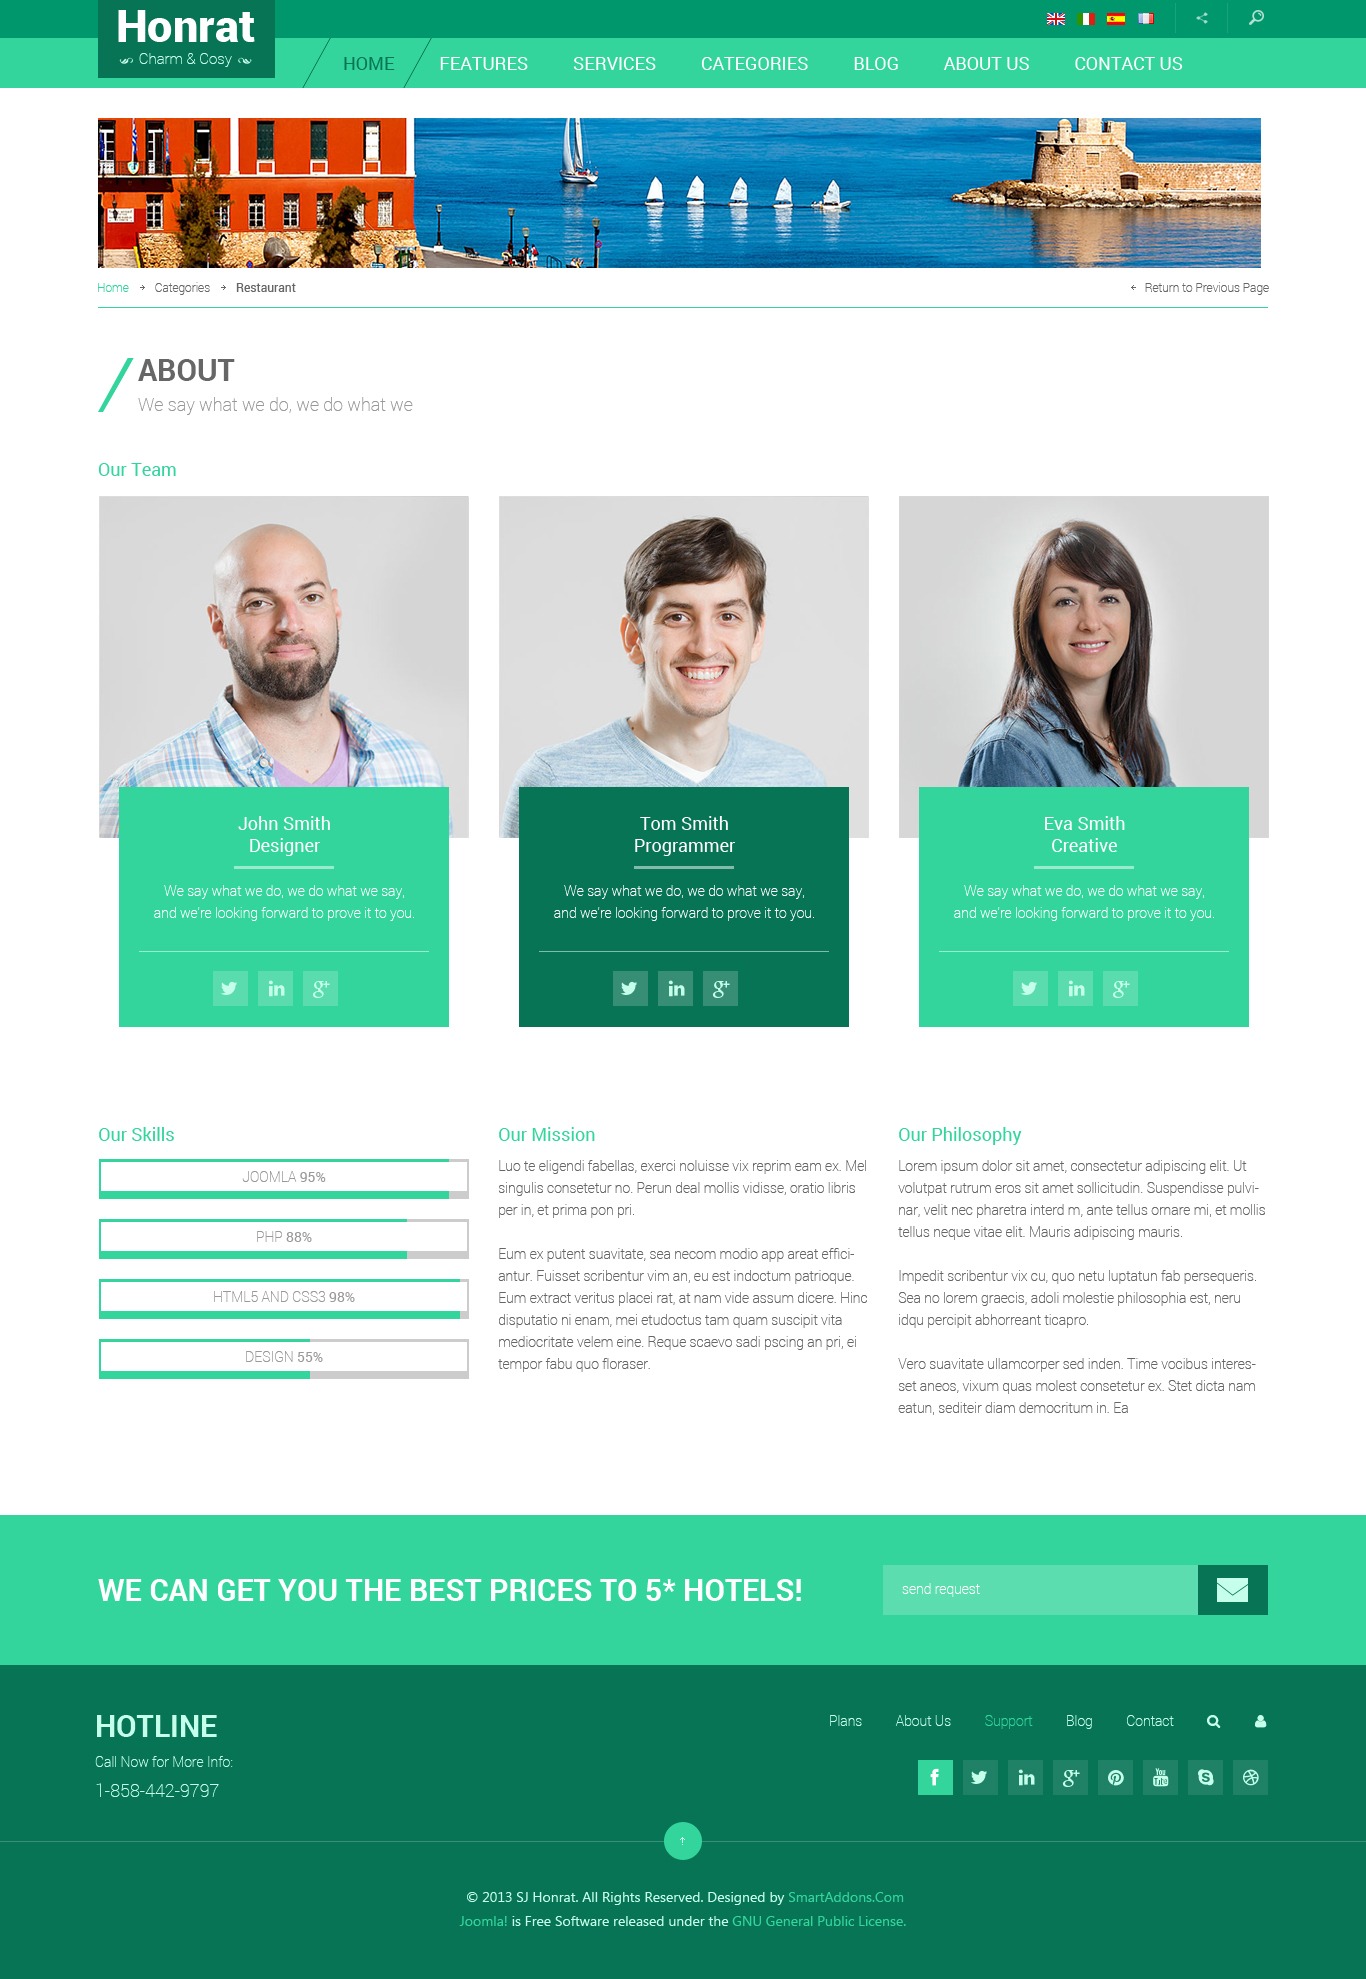 Honrat
Charm & Cosy
HOME FEATURES SERVICES CATEGORIES BLOG ABOUT US CONTACT US
Home Categories Restaurant Return to Previous Page
ABOUT
We say what we do, we do what we
Our Team
John Smith
Designer
We say what we do, we do what we say,
and we're looking forward to prove it to you.
in g+
Tom Smith
Programmer
We say what we do, we do what we say,
and we're looking forward to prove it to you.
in g+
Eva Smith
Creative
We say what we do, we do what we say,
and we're looking forward to prove it to you.
in g+
Our Skills
JOOMLA 95%
PHP 88%
HTML5 AND CSS3 98%
DESIGN 55%
Our Mission
Luo te eligendi fabellas, exerci noluisse vix reprim eam ex. Mel
singulis consetetur no. Perun deal mollis vidisse, oratio libris
per in, et prima pon pri.
Eum ex putent suavitate, sea necom modio app areat effici-
antur. Fuisset scribentur vim an, eu est indoctum patrioque.
Eum extract veritus placei rat, at nam vide assum dicere. Hinc
disputatio ni enam, mei etudoctus tam quam suscipit vita
mediocritate velem eine. Reque scaevo sadi pscing an pri, ei
tempor fabu quo floraser.
Our Philosophy
Lorem ipsum dolor sit amet, consectetur adipiscing elit. Ut
volutpat rutrum eros sit amet sollicitudin. Suspendisse pulvi-
nar, velit nec pharetra interd m, ante tellus ornare mi, et mollis
tellus neque vitae elit. Mauris adipiscing mauris.
Impedit scribentur vix cu, quo netu luptatun fab persequeris.
Sea no lorem graecis, adoli molestie philosophia est, neru
idqu percipit abhorreant ticapro.
Vero suavitate ullamcorper sed inden. Time vocibus interes-
set aneos, vixum quas molest consetetur ex. Stet dicta nam
eatun, sediteir diam democritum in. Ea
WE CAN GET YOU THE BEST PRICES TO 5* HOTELS!
send request
HOTLINE
Call Now for More Info:
1-858-442-9797
Plans About Us Support Blog Contact
f in g+ You Tube
© 2013 SJ Honrat. All Rights Reserved. Designed by SmartAddons.Com
Joomla! is Free Software released under the GNU General Public License.